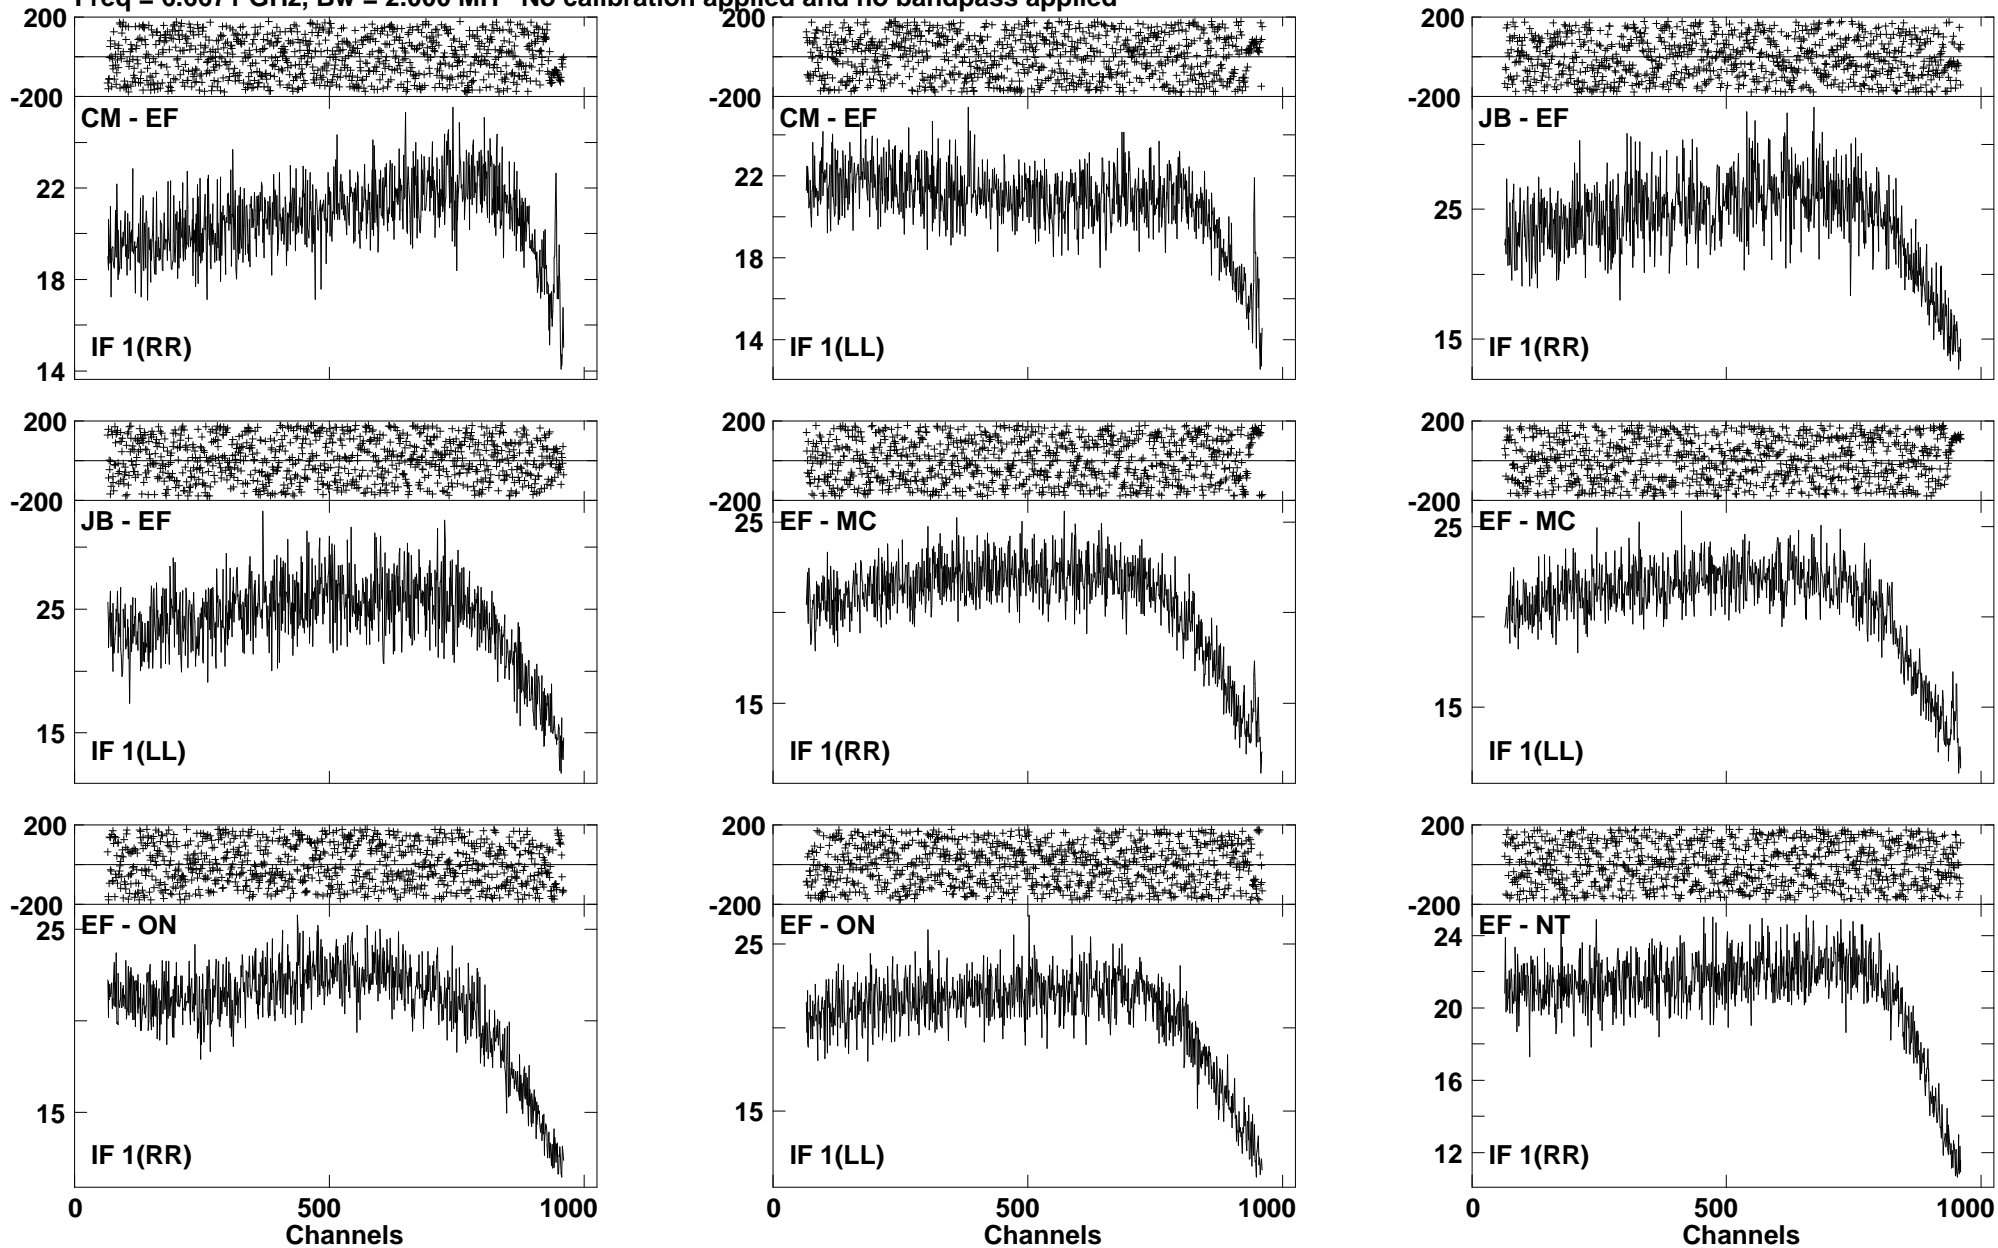 Freq = 6.6671 GHz, Bw = 2.000 MH No calibration applied and no bandpass applied
200
-200
CM - EF
22
18
14
IF 1(RR)
200
-200
CM - EF
22
18
14
IF 1(LL)
200
-200
JB - EF
25
15
IF 1(RR)
200
-200
JB - EF
25
15
IF 1(LL)
200
-200
EF - MC
25
15
IF 1(RR)
200
-200
EF - MC
25
15
IF 1(LL)
200
-200
EF - ON
25
15
IF 1(RR)
0 500 1000
Channels
200
-200
EF - ON
25
15
IF 1(LL)
0 500 1000
Channels
200
-200
EF - NT
24
20
16
12
IF 1(RR)
0 500 1000
Channels